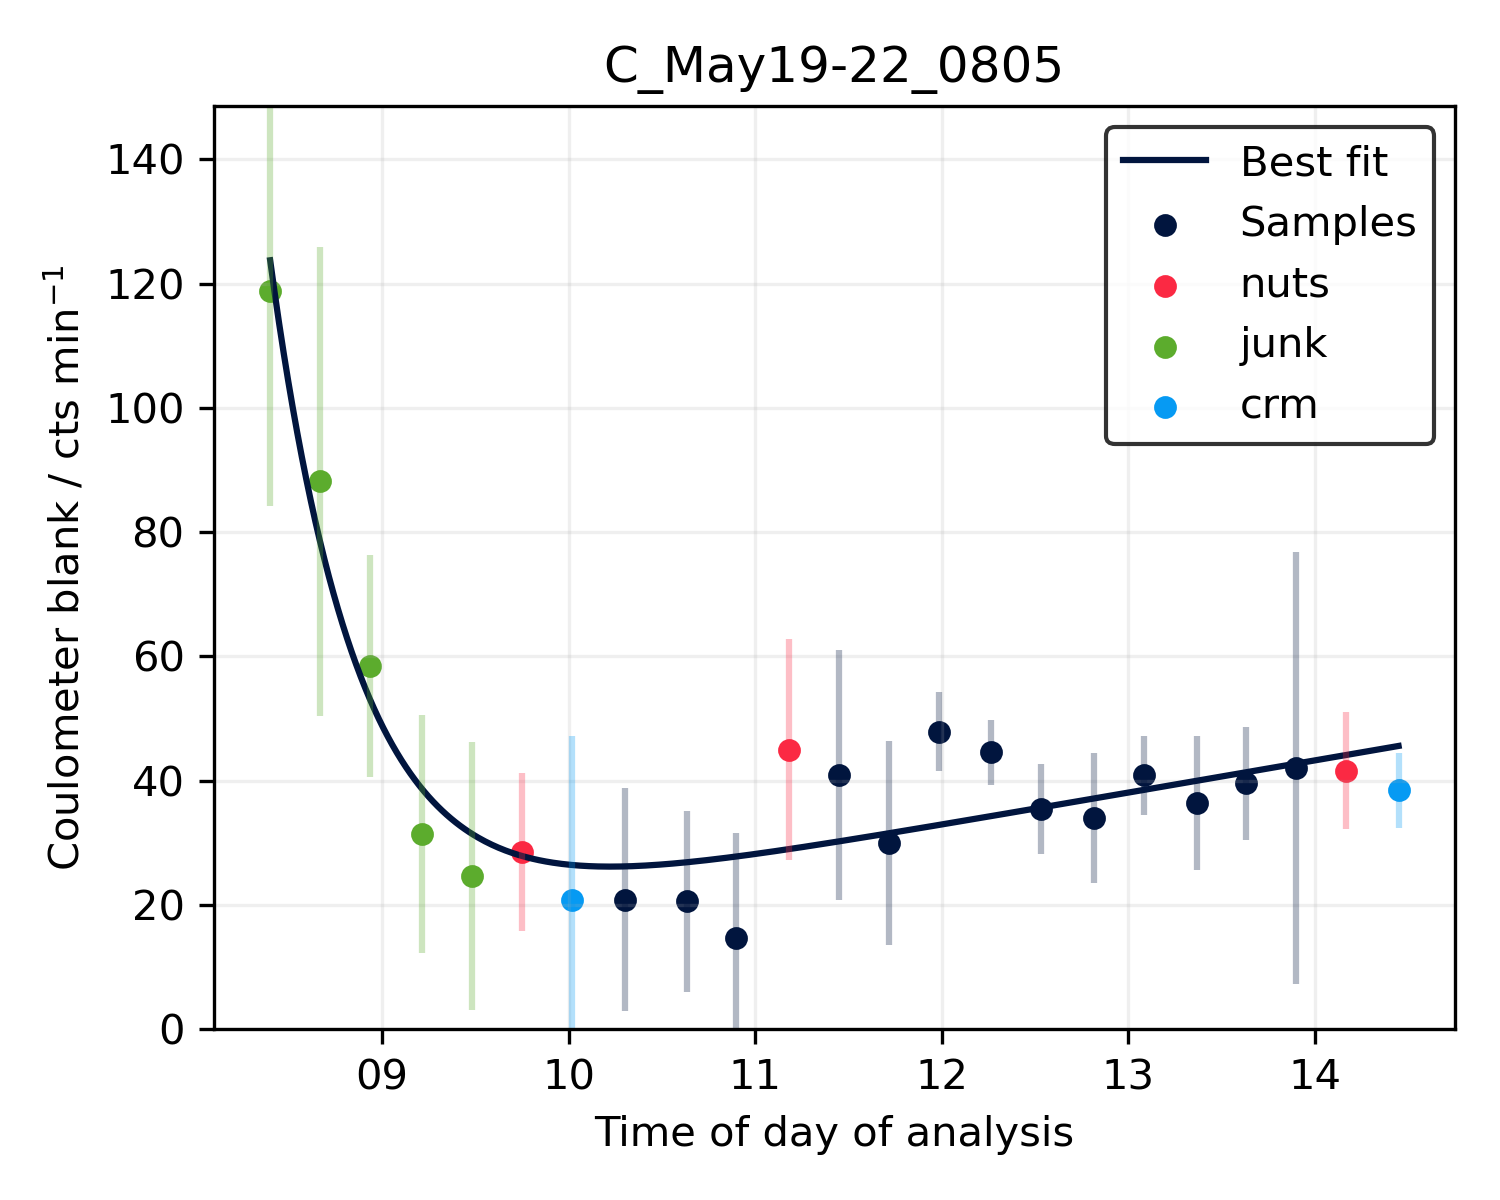 C_May19-22_0805
Coulometer blank / cts min⁻¹
140
120
100
80
60
40
20
0
Best fit
Samples
nuts
junk
crm
09 10 11 12 13 14
Time of day of analysis